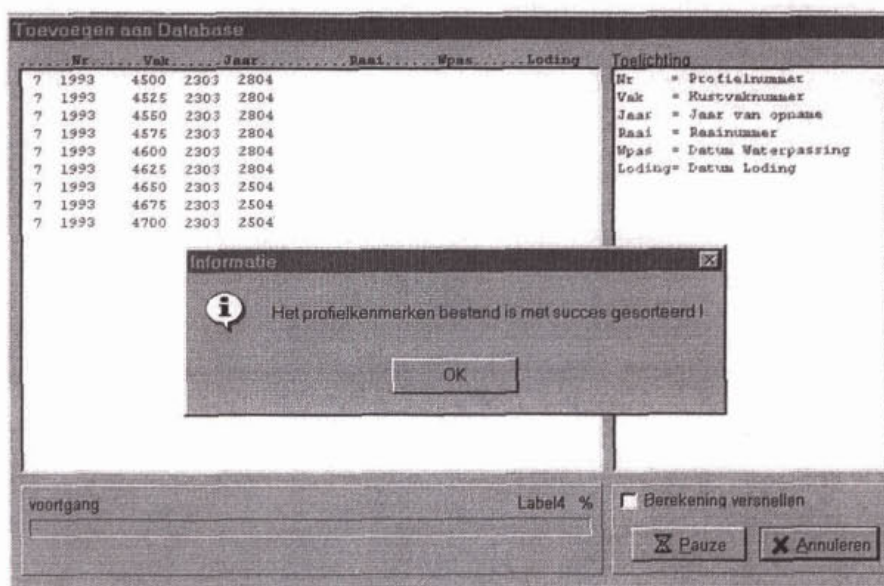 Toevoegen aan Database
......Nr......Vak......Jaar..........Raai......Wpas......Loding
7 1993 4500 2303 2804
7 1993 4525 2303 2804
7 1993 4550 2303 2804
7 1993 4575 2303 2804
7 1993 4600 2303 2804
7 1993 4625 2303 2804
7 1993 4650 2303 2504
7 1993 4675 2303 2504
7 1993 4700 2303 2504
Toelichting
Nr = Profielnummer
Vak = Kustvaknummer
Jaar = Jaar van opname
Raai = Raainummer
Wpas = Datum Waterpassing
Loding= Datum Loding
Informatie
Het profielkenmerken bestand is met succes gesorteerd !
OK
voortgang
Label4 %
Berekening versnellen
Pauze
Annuleren